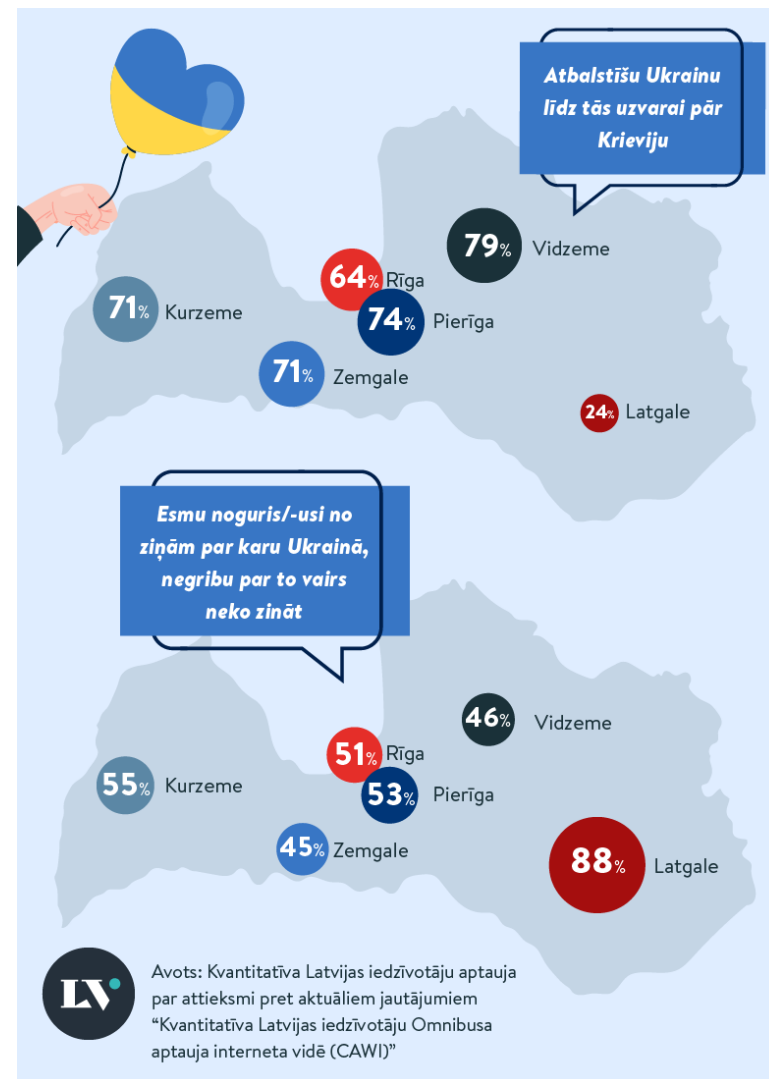 Atbalstīšu Ukrainu
līdz tās uzvarai pār
Krieviju
79% Vidzeme
64% Rīga
71% Kurzeme
74% Pierīga
71% Zemgale
24% Latgale
Esmu noguris/-usi no
ziņām par karu Ukrainā,
negribu par to vairs
neko zināt
46% Vidzeme
51% Rīga
55% Kurzeme
53% Pierīga
45% Zemgale
88% Latgale
LV
Avots: Kvantitatīva Latvijas iedzīvotāju aptauja
par attieksmi pret aktuāliem jautājumiem
“Kvantitatīva Latvijas iedzīvotāju Omnibusa
aptauja interneta vidē (CAWI)”